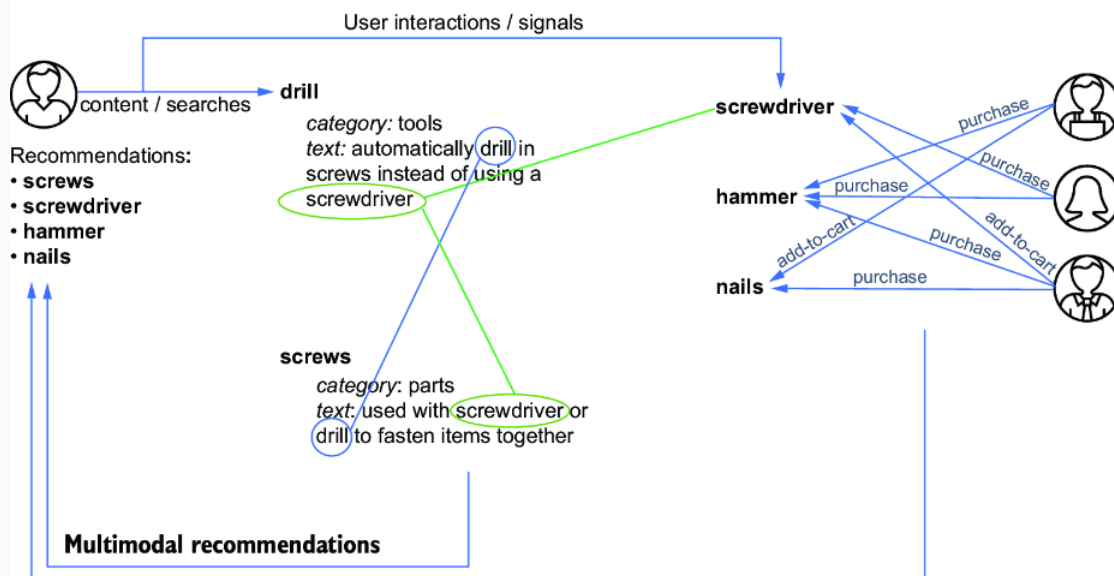 User interactions / signals
content / searches
Recommendations:
• screws
• screwdriver
• hammer
• nails
drill
category: tools
text: automatically drill in
screws instead of using a
screwdriver
screws
category: parts
text: used with screwdriver or
drill to fasten items together
screwdriver
hammer
nails
purchase
purchase
purchase
add-to-cart
purchase
add-to-cart
purchase
Multimodal recommendations